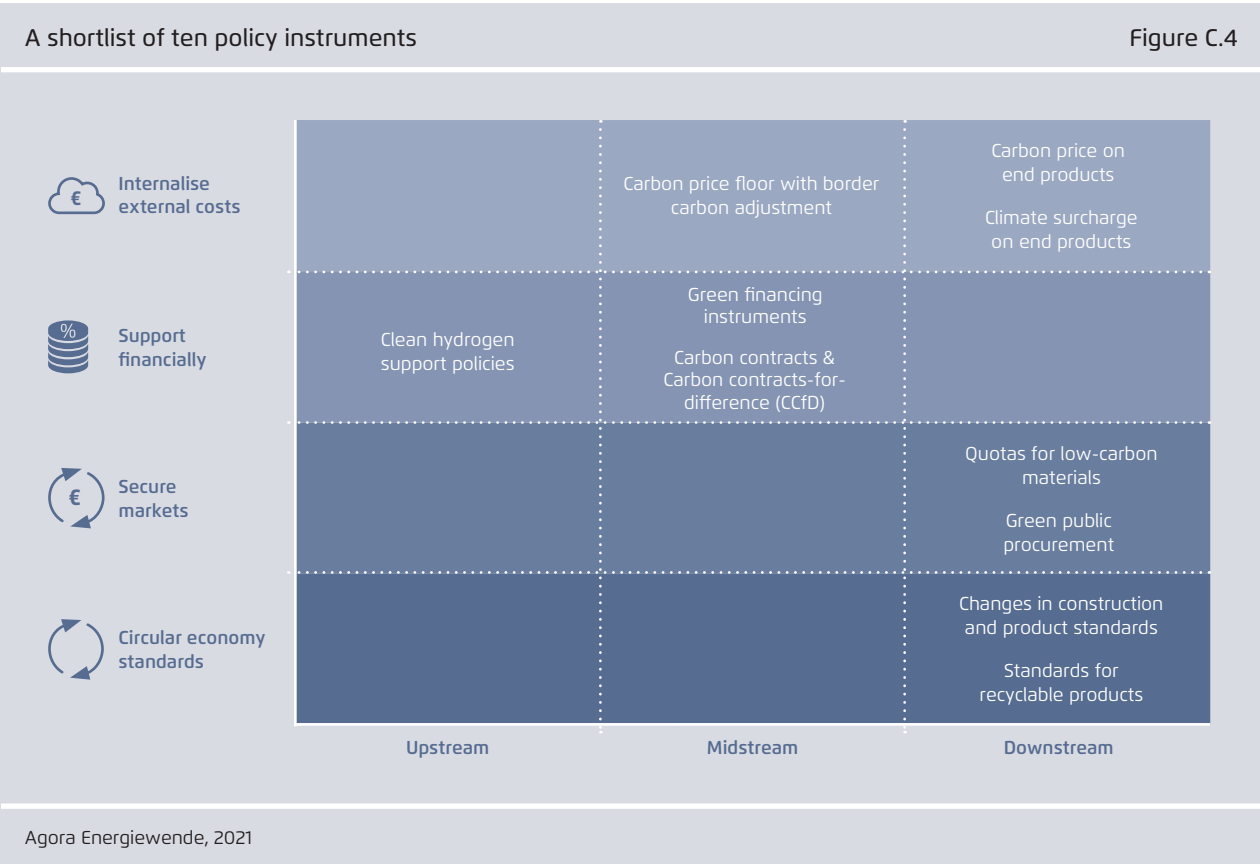 A shortlist of ten policy instruments
Figure C.4
€
Internalise
external costs
Carbon price floor with border
carbon adjustment
Carbon price on
end products
Climate surcharge
on end products
%
Support
financially
Clean hydrogen
support policies
Green financing
instruments
Carbon contracts &
Carbon contracts-for-
difference (CCfD)
€
Secure
markets
Quotas for low-carbon
materials
Green public
procurement
Circular economy
standards
Changes in construction
and product standards
Standards for
recyclable products
Upstream
Midstream
Downstream
Agora Energiewende, 2021